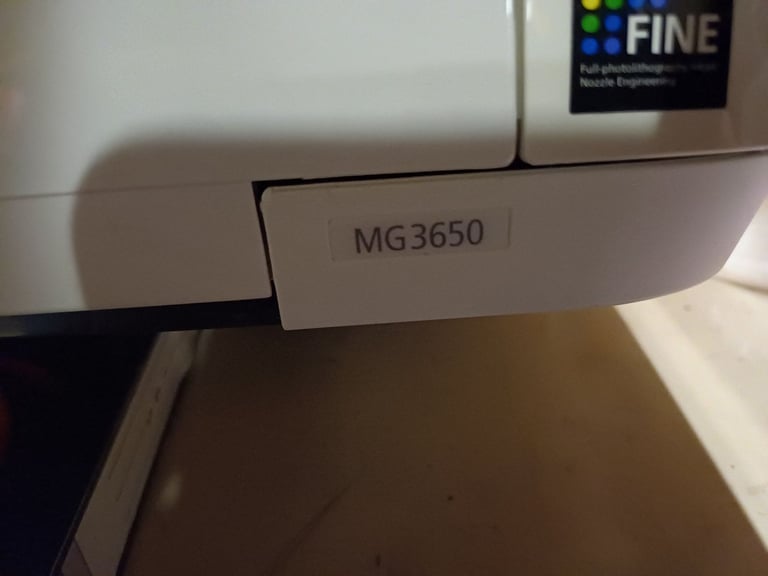 FINE
Full-photolithography Inkjet
Nozzle Engineering
MG3650